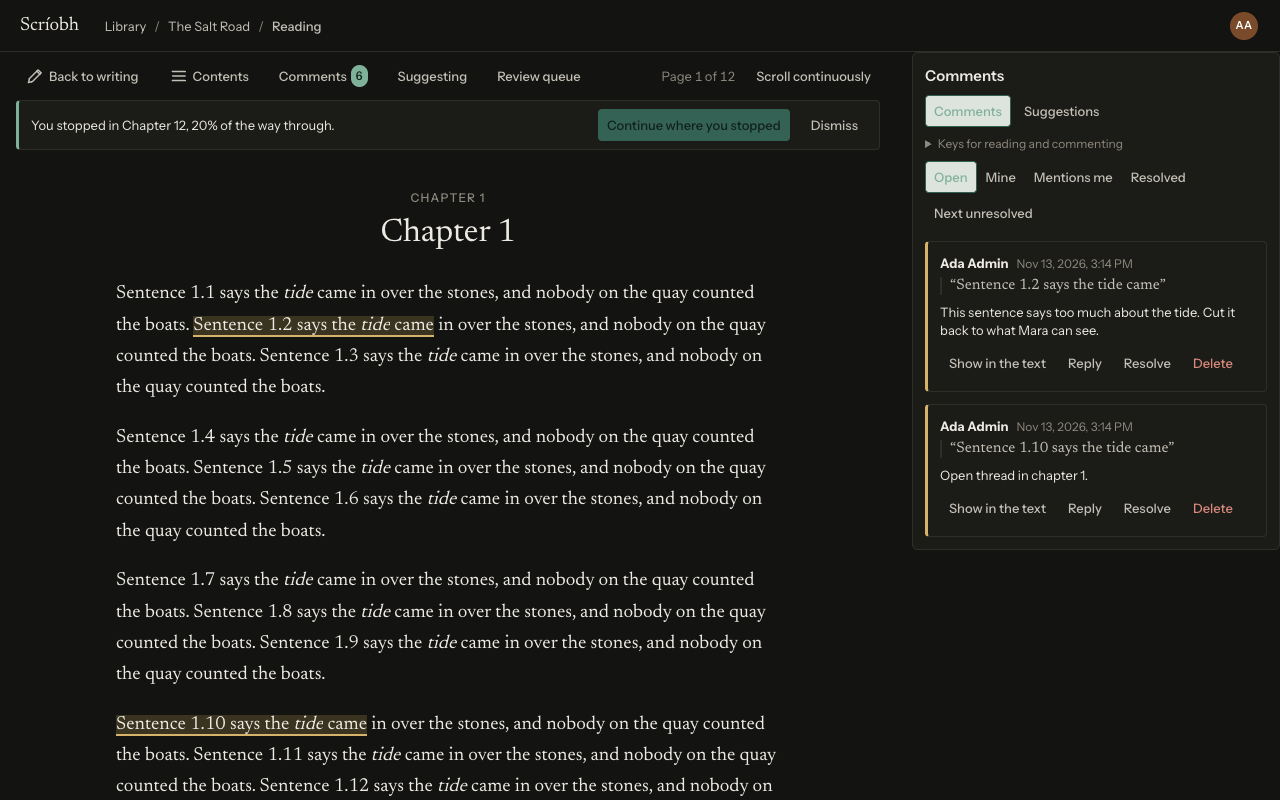 Scríobh
Library / The Salt Road / Reading
AA
Back to writing
Contents
Comments 6
Suggesting
Review queue
Page 1 of 12
Scroll continuously
You stopped in Chapter 12, 20% of the way through.
Continue where you stopped
Dismiss
CHAPTER 1
Chapter 1
Sentence 1.1 says the tide came in over the stones, and nobody on the quay counted
the boats. Sentence 1.2 says the tide came in over the stones, and nobody on the quay
counted the boats. Sentence 1.3 says the tide came in over the stones, and nobody on
the quay counted the boats.
Sentence 1.4 says the tide came in over the stones, and nobody on the quay counted
the boats. Sentence 1.5 says the tide came in over the stones, and nobody on the quay
counted the boats. Sentence 1.6 says the tide came in over the stones, and nobody on
the quay counted the boats.
Sentence 1.7 says the tide came in over the stones, and nobody on the quay counted
the boats. Sentence 1.8 says the tide came in over the stones, and nobody on the quay
counted the boats. Sentence 1.9 says the tide came in over the stones, and nobody on
the quay counted the boats.
Sentence 1.10 says the tide came in over the stones, and nobody on the quay counted
the boats. Sentence 1.11 says the tide came in over the stones, and nobody on the quay
counted the boats. Sentence 1.12 says the tide came in over the stones, and nobody on
Comments
Comments
Suggestions
Keys for reading and commenting
Open
Mine
Mentions me
Resolved
Next unresolved
Ada Admin Nov 13, 2026, 3:14 PM
“Sentence 1.2 says the tide came”
This sentence says too much about the tide. Cut it
back to what Mara can see.
Show in the text
Reply
Resolve
Delete
Ada Admin Nov 13, 2026, 3:14 PM
“Sentence 1.10 says the tide came”
Open thread in chapter 1.
Show in the text
Reply
Resolve
Delete